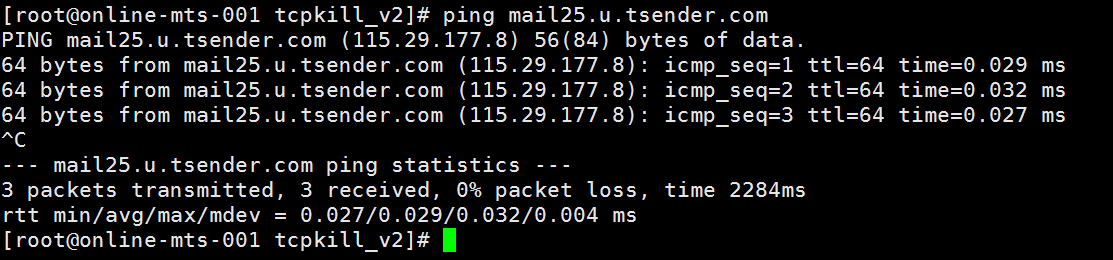 [root@online-mts-001 tcpkill_v2]# ping mail25.u.tsender.com
PING mail25.u.tsender.com (115.29.177.8) 56(84) bytes of data.
64 bytes from mail25.u.tsender.com (115.29.177.8): icmp_seq=1 ttl=64 time=0.029 ms
64 bytes from mail25.u.tsender.com (115.29.177.8): icmp_seq=2 ttl=64 time=0.032 ms
64 bytes from mail25.u.tsender.com (115.29.177.8): icmp_seq=3 ttl=64 time=0.027 ms
^C
--- mail25.u.tsender.com ping statistics ---
3 packets transmitted, 3 received, 0% packet loss, time 2284ms
rtt min/avg/max/mdev = 0.027/0.029/0.032/0.004 ms
[root@online-mts-001 tcpkill_v2]#